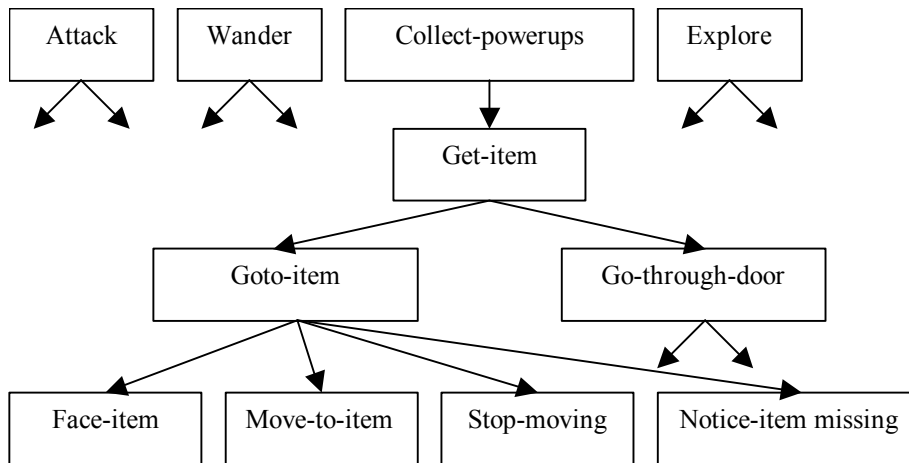 Attack
Wander
Collect-powerups
Explore
Get-item
Goto-item
Go-through-door
Face-item
Move-to-item
Stop-moving
Notice-item missing